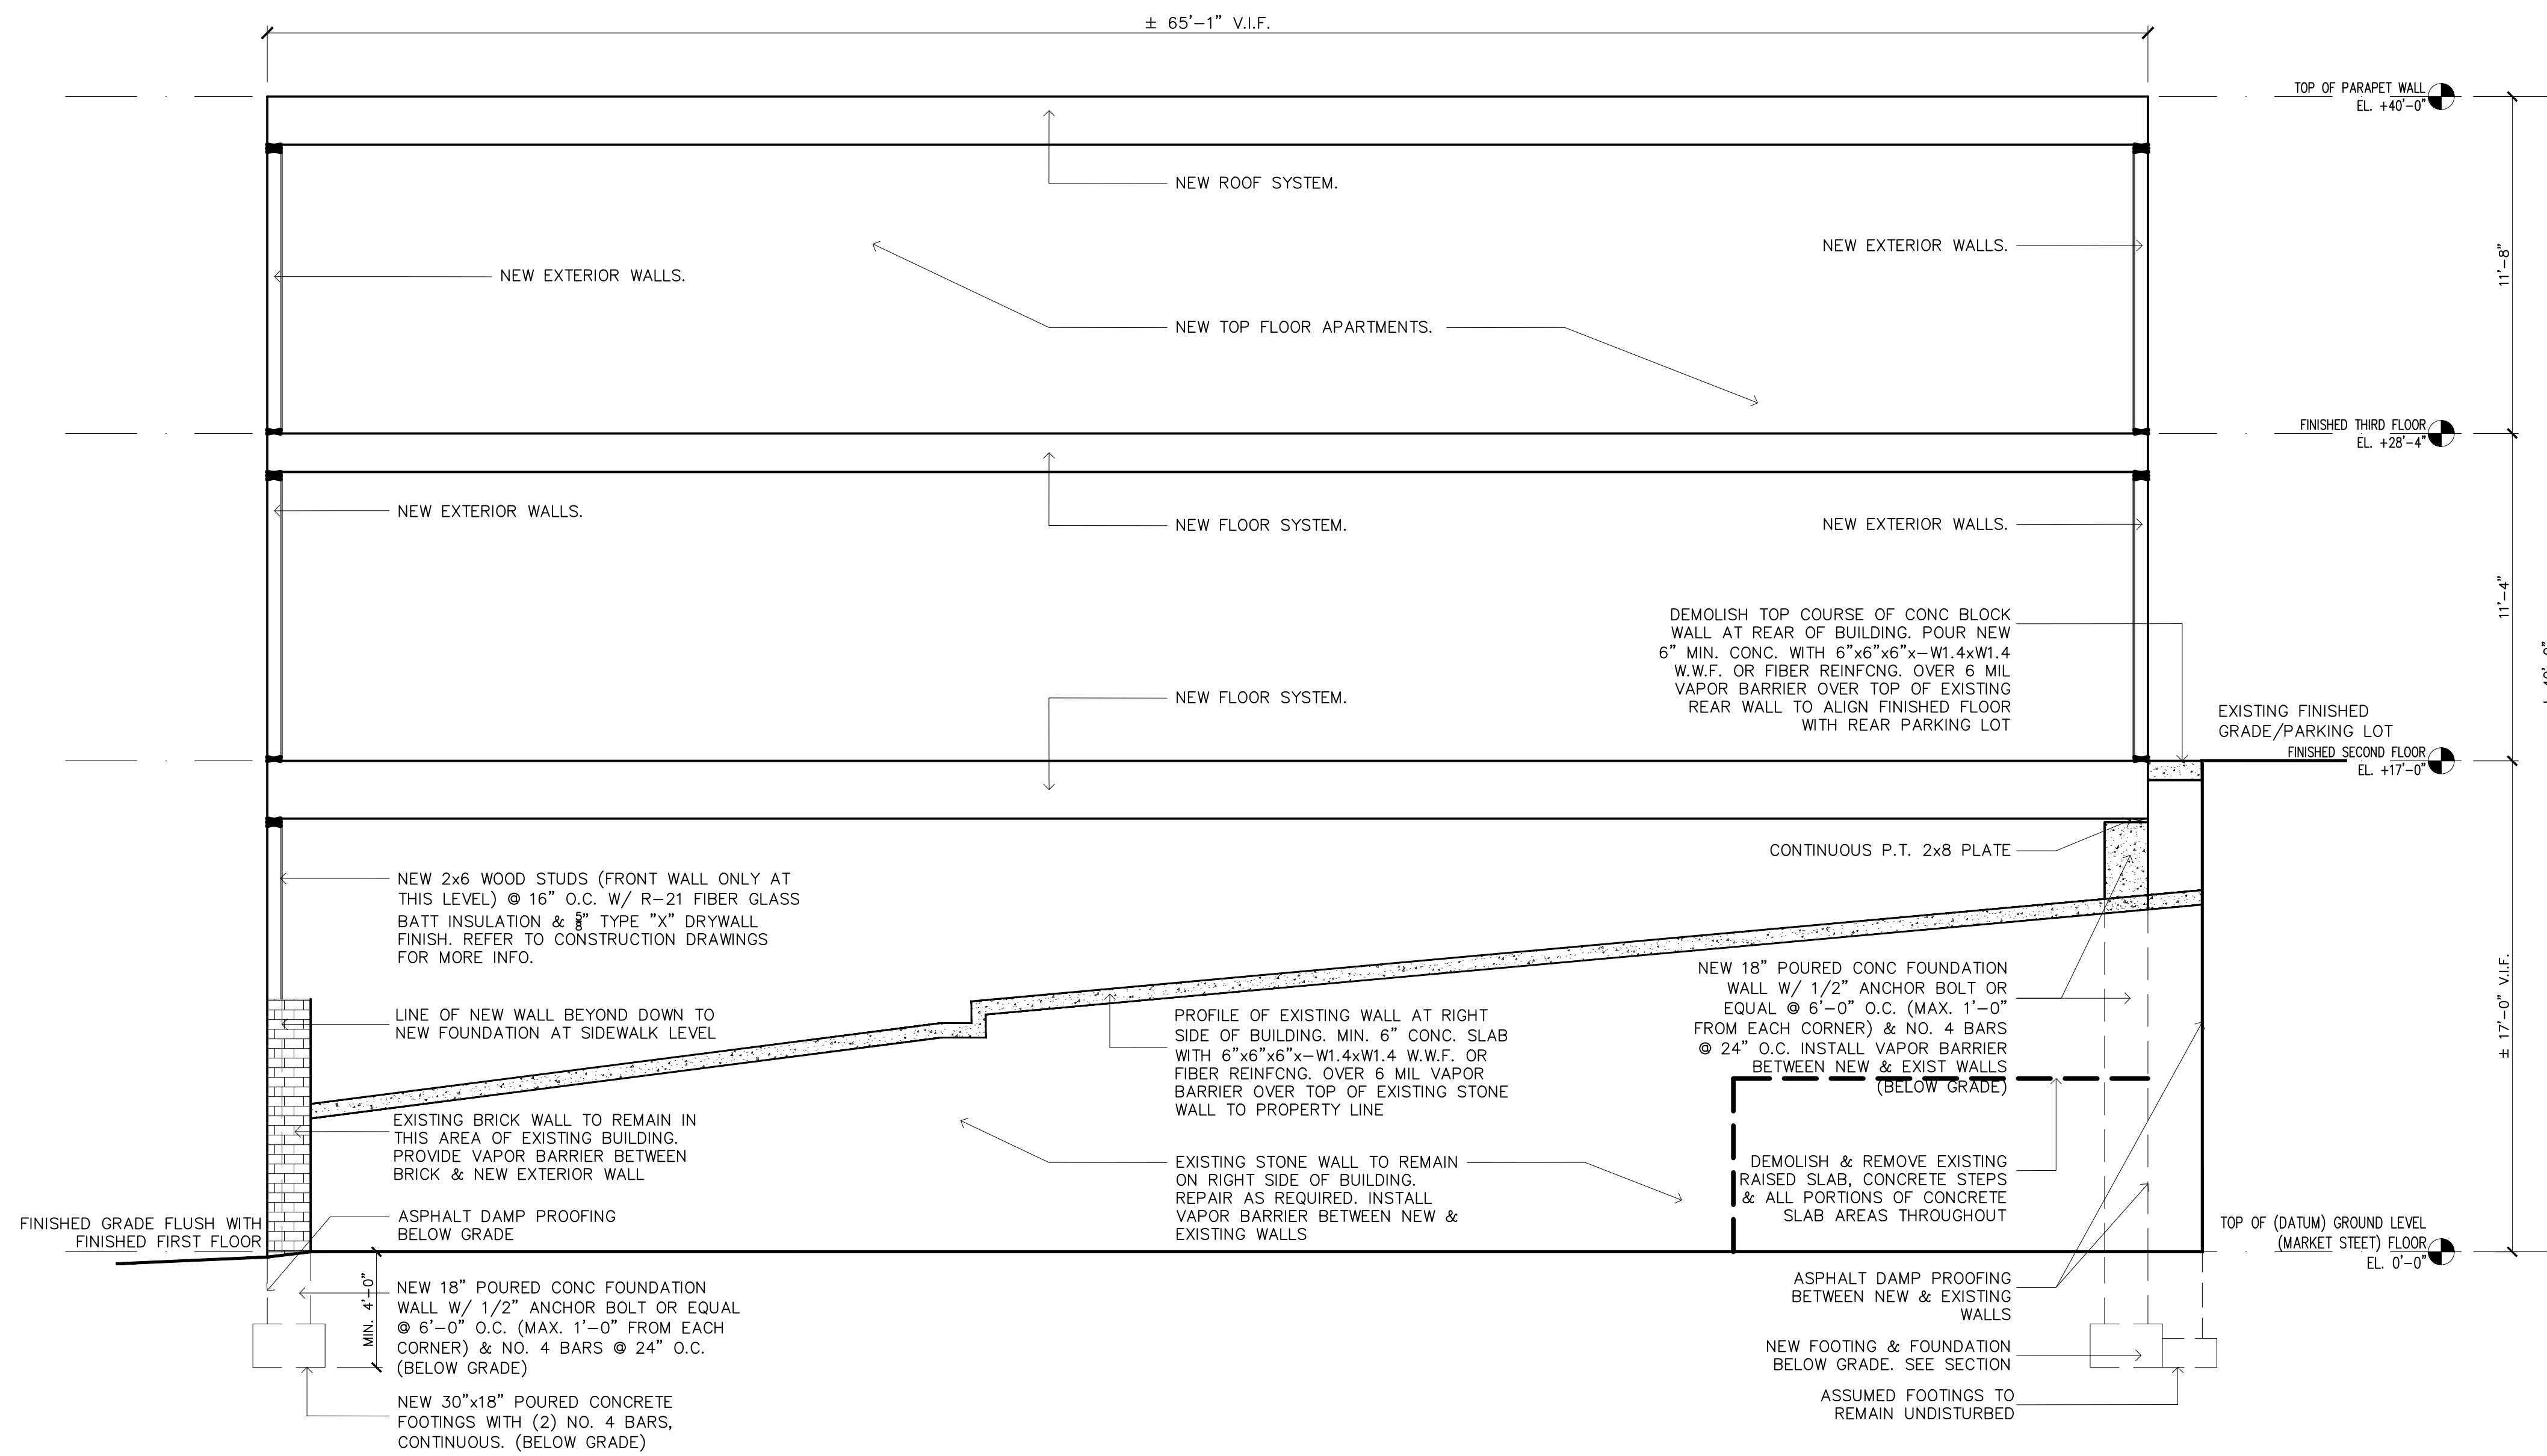 ± 65'-1" V.I.F.
TOP OF PARAPET WALL
EL. +40'-0"
NEW ROOF SYSTEM.
NEW EXTERIOR WALLS.
NEW EXTERIOR WALLS.
11'-8"
NEW TOP FLOOR APARTMENTS.
FINISHED THIRD FLOOR
EL. +28'-4"
NEW EXTERIOR WALLS.
NEW FLOOR SYSTEM.
NEW EXTERIOR WALLS.
11'-4"
DEMOLISH TOP COURSE OF CONC BLOCK
WALL AT REAR OF BUILDING. POUR NEW
6" MIN. CONC. WITH 6"x6"x6"x-W1.4xW1.4
W.W.F. OR FIBER REINFCNG. OVER 6 MIL
VAPOR BARRIER OVER TOP OF EXISTING
REAR WALL TO ALIGN FINISHED FLOOR
WITH REAR PARKING LOT
NEW FLOOR SYSTEM.
EXISTING FINISHED
GRADE/PARKING LOT
FINISHED SECOND FLOOR
EL. +17'-0"
CONTINUOUS P.T. 2x8 PLATE
NEW 2x6 WOOD STUDS (FRONT WALL ONLY AT
THIS LEVEL) @ 16" O.C. W/ R-21 FIBER GLASS
BATT INSULATION & 5/8" TYPE "X" DRYWALL
FINISH. REFER TO CONSTRUCTION DRAWINGS
FOR MORE INFO.
NEW 18" POURED CONC FOUNDATION
WALL W/ 1/2" ANCHOR BOLT OR
EQUAL @ 6'-0" O.C. (MAX. 1'-0"
FROM EACH CORNER) & NO. 4 BARS
@ 24" O.C. INSTALL VAPOR BARRIER
BETWEEN NEW & EXIST WALLS
(BELOW GRADE)
± 17'-0" V.I.F.
LINE OF NEW WALL BEYOND DOWN TO
NEW FOUNDATION AT SIDEWALK LEVEL
PROFILE OF EXISTING WALL AT RIGHT
SIDE OF BUILDING. MIN. 6" CONC. SLAB
WITH 6"x6"x6"x-W1.4xW1.4 W.W.F. OR
FIBER REINFCNG. OVER 6 MIL VAPOR
BARRIER OVER TOP OF EXISTING STONE
WALL TO PROPERTY LINE
EXISTING BRICK WALL TO REMAIN IN
THIS AREA OF EXISTING BUILDING.
PROVIDE VAPOR BARRIER BETWEEN
BRICK & NEW EXTERIOR WALL
EXISTING STONE WALL TO REMAIN
ON RIGHT SIDE OF BUILDING.
REPAIR AS REQUIRED. INSTALL
VAPOR BARRIER BETWEEN NEW &
EXISTING WALLS
DEMOLISH & REMOVE EXISTING
RAISED SLAB, CONCRETE STEPS
& ALL PORTIONS OF CONCRETE
SLAB AREAS THROUGHOUT
FINISHED GRADE FLUSH WITH
FINISHED FIRST FLOOR
ASPHALT DAMP PROOFING
BELOW GRADE
TOP OF (DATUM) GROUND LEVEL
(MARKET STEET) FLOOR
EL. 0'-0"
MIN. 4'-0"
NEW 18" POURED CONC FOUNDATION
WALL W/ 1/2" ANCHOR BOLT OR EQUAL
@ 6'-0" O.C. (MAX. 1'-0" FROM EACH
CORNER) & NO. 4 BARS @ 24" O.C.
(BELOW GRADE)
ASPHALT DAMP PROOFING
BETWEEN NEW & EXISTING
WALLS
NEW FOOTING & FOUNDATION
BELOW GRADE. SEE SECTION
NEW 30"x18" POURED CONCRETE
FOOTINGS WITH (2) NO. 4 BARS,
CONTINUOUS. (BELOW GRADE)
ASSUMED FOOTINGS TO
REMAIN UNDISTURBED